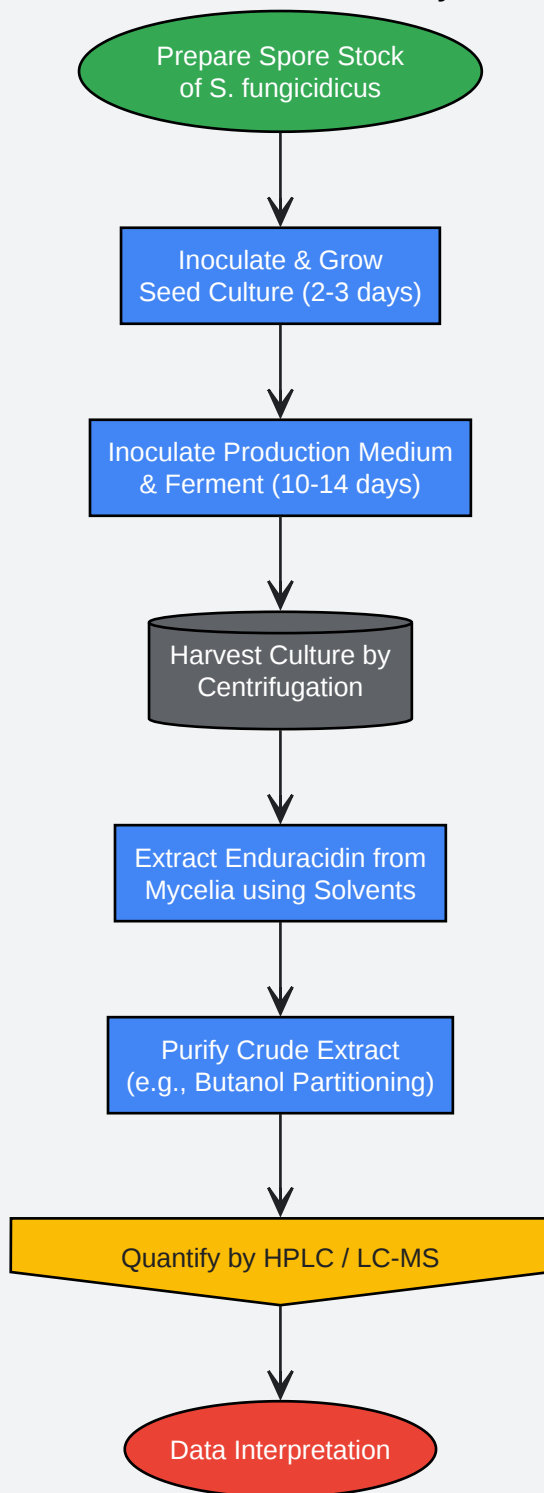 Prepare Spore Stock
of S. fungicidicus
Inoculate & Grow
Seed Culture (2-3 days)
Inoculate Production Medium
& Ferment (10-14 days)
Harvest Culture by
Centrifugation
Extract Enduracidin from
Mycelia using Solvents
Purify Crude Extract
(e.g., Butanol Partitioning)
Quantify by HPLC / LC-MS
Data Interpretation